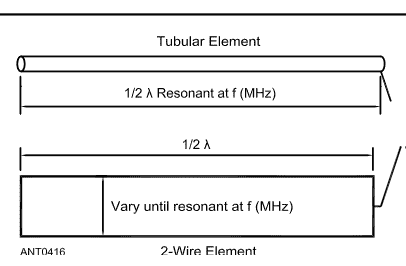 Tubular Element
1/2 λ Resonant at f (MHz)
1/2 λ
Vary until resonant at f (MHz)
ANT0416
2-Wire Element